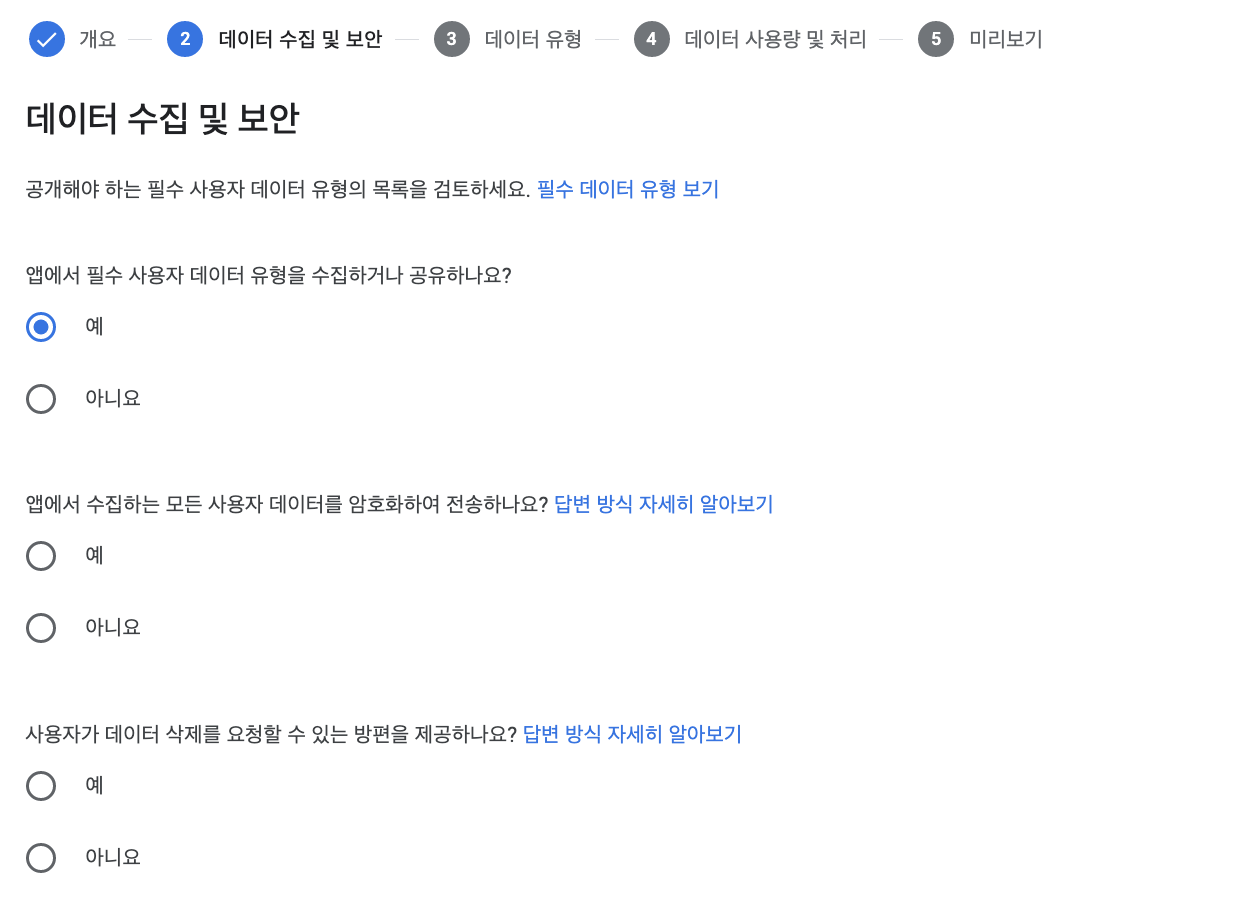 개요 2 데이터 수집 및 보안 3 데이터 유형 4 데이터 사용량 및 처리 5 미리보기
데이터 수집 및 보안
공개해야 하는 필수 사용자 데이터 유형의 목록을 검토하세요. 필수 데이터 유형 보기
앱에서 필수 사용자 데이터 유형을 수집하거나 공유하나요?
예
아니요
앱에서 수집하는 모든 사용자 데이터를 암호화하여 전송하나요? 답변 방식 자세히 알아보기
예
아니요
사용자가 데이터 삭제를 요청할 수 있는 방편을 제공하나요? 답변 방식 자세히 알아보기
예
아니요